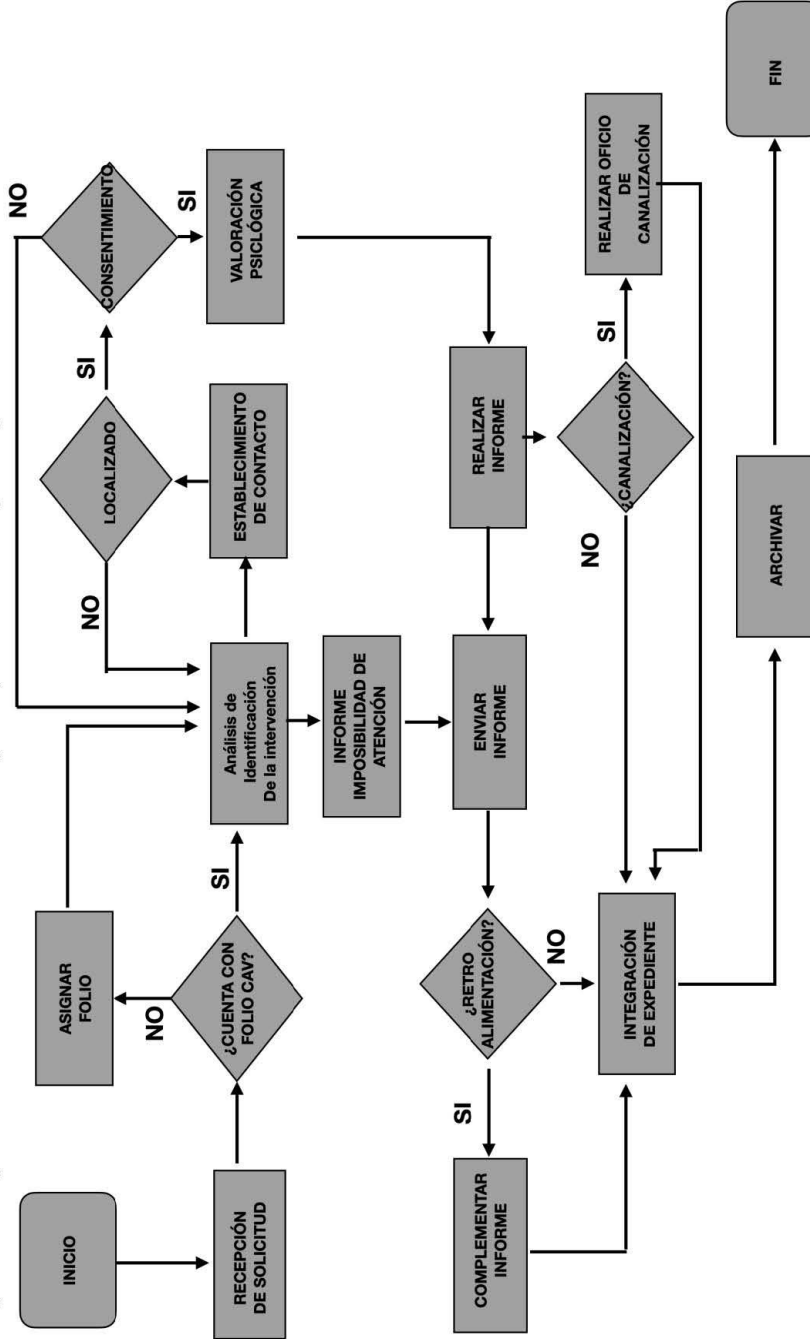 INICIO
RECEPCIÓN
DE SOLICITUD
¿CUENTA CON
FOLIO CAV?
NO
ASIGNAR
FOLIO
SI
Análisis de
Identificación
De la intervención
ESTABLECIMIENTO
DE CONTACTO
LOCALIZADO
NO
SI
CONSENTIMIENTO
NO
SI
VALORACIÓN
PSICLÓGICA
INFORME
IMPOSIBILIDAD DE
ATENCIÓN
REALIZAR
INFORME
ENVIAR
INFORME
¿RETRO
ALIMENTACIÓN?
SI
NO
COMPLEMENTAR
INFORME
¿CANALIZACIÓN?
SI
NO
REALIZAR OFICIO
DE
CANALIZACIÓN
INTEGRACIÓN
DE EXPEDIENTE
ARCHIVAR
FIN